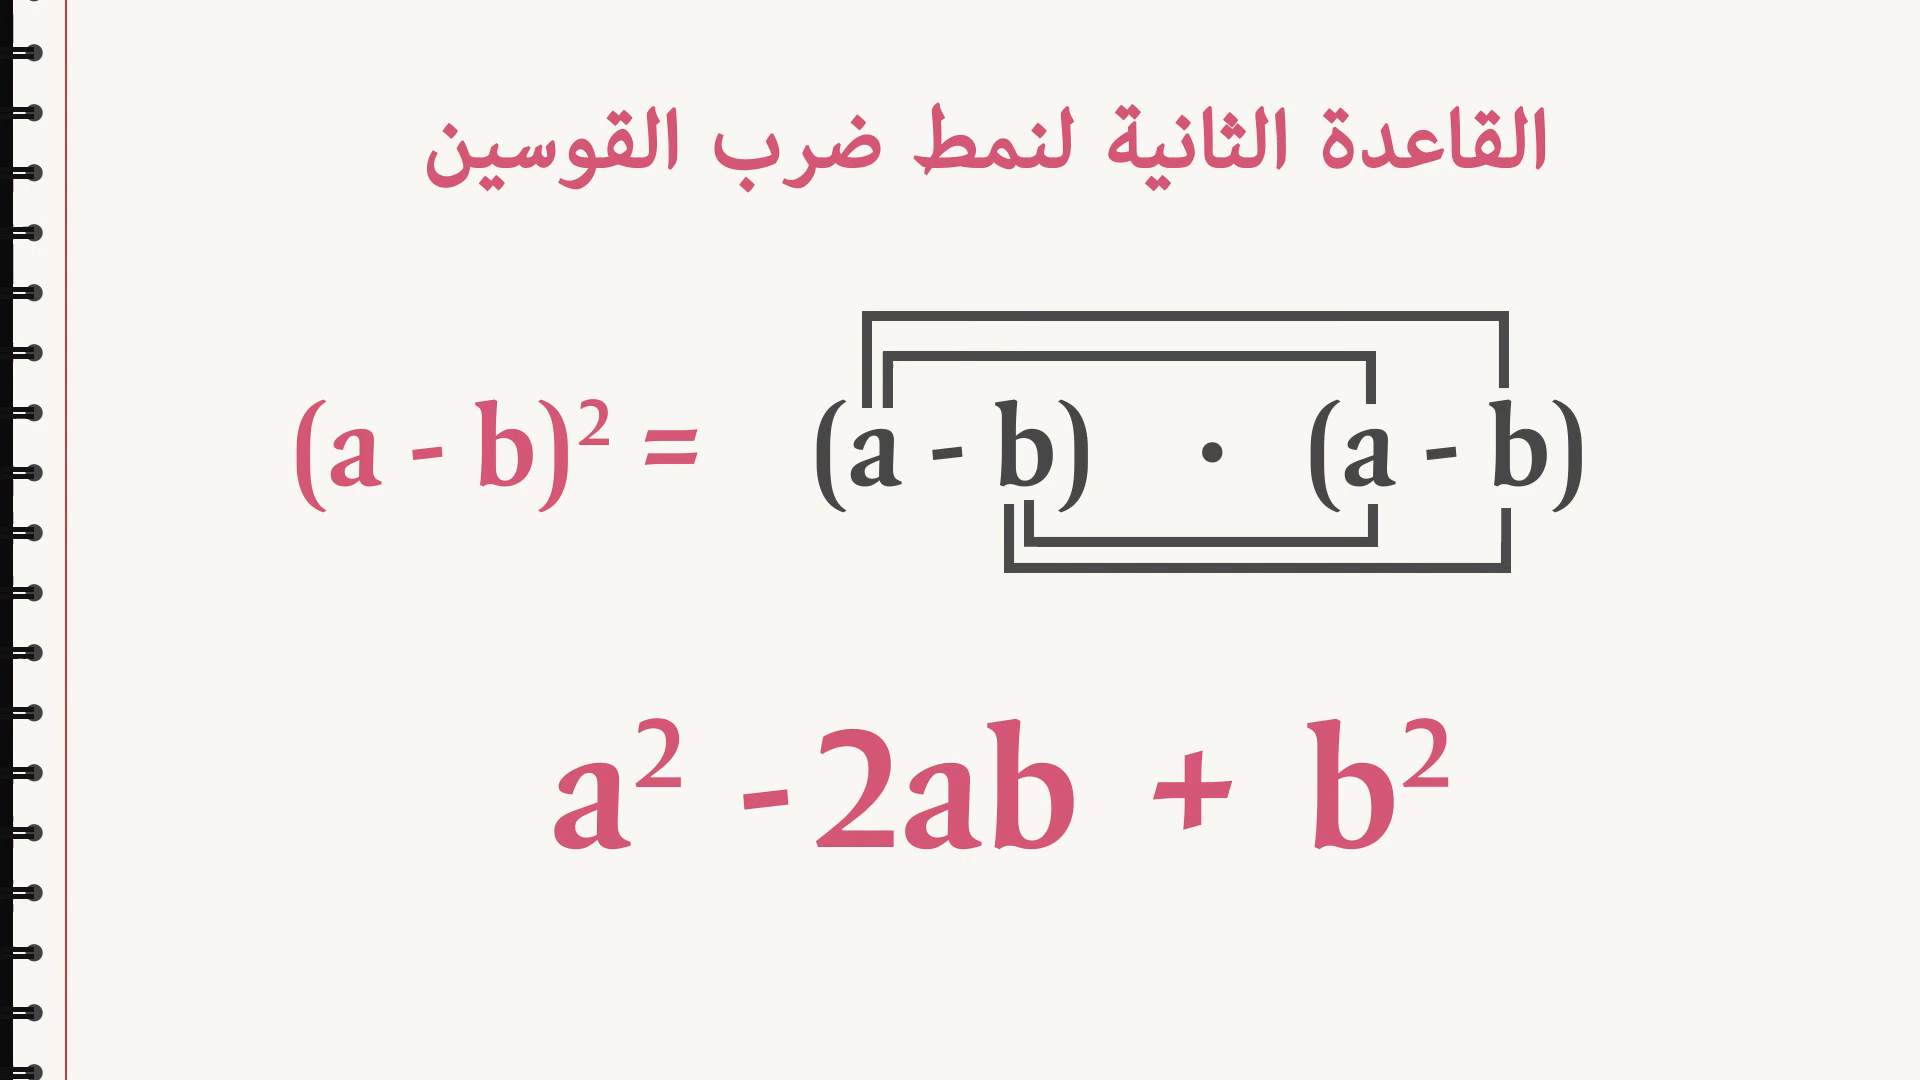 القاعدة الثانية لنمط ضرب القوسين
(a - b)² = (a - b) · (a - b)
a² - 2ab + b²